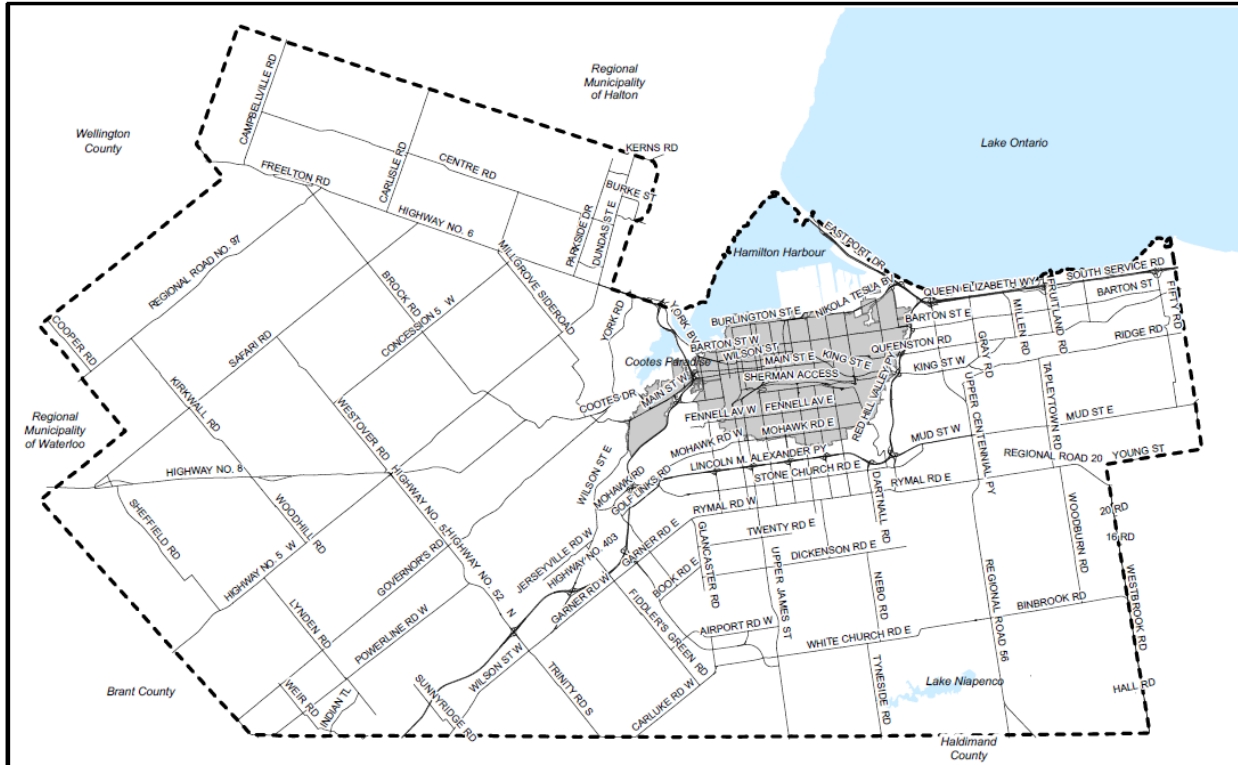 Regional
Municipality
of Halton
Wellington
County
Lake Ontario
CAMPBELLVILLE RD
KERNS RD
CENTRE RD
CARLISLE RD
FREELTON RD
BURKE ST
HIGHWAY NO. 6
PARKSIDE DR
DUNDAS ST E
EASTPORT DR
Hamilton Harbour
REGIONAL ROAD NO. 97
MILLGROVE SIDEROAD
BROCK RD
QUEEN ELIZABETH WY
SOUTH SERVICE RD
NIKOLA TESLA BV
BURLINGTON ST E
YORK RD
YORK BV
CONCESSION 5 W
SAFARI RD
COOPER RD
FRUITLAND RD
BARTON ST
FIFTY RD
MILLEN RD
BARTON ST E
BARTON ST W
WILSON ST
MAIN ST E
KING ST E
QUEENSTON RD
GRAY RD
RIDGE RD
Cootes Paradise
SHERMAN ACCESS
KING ST W
KIRKWALL RD
COOTES DR
MAIN ST W
RED HILL VALLEY PY
TAPLEYTOWN RD
FENNELL AV W
FENNELL AV E
UPPER CENTENNIAL PY
MUD ST E
Regional
Municipality
of Waterloo
WESTOVER RD
MOHAWK RD W
MOHAWK RD E
MUD ST W
LINCOLN M. ALEXANDER PY
REGIONAL ROAD 20
YOUNG ST
HIGHWAY NO. 8
WILSON ST E
MOHAWK RD
GOLF LINKS RD
STONE CHURCH RD E
RYMAL RD E
RYMAL RD W
DARTNALL RD
SHEFFIELD RD
WOODHILL RD
HIGHWAY NO. 5
HIGHWAY NO. 52 N
WOODBURN RD
20 RD
16 RD
TWENTY RD E
GLANCASTER RD
DICKENSON RD E
JERSEYVILLE RD W
HIGHWAY NO. 403
GARNER RD E
GARNER RD W
BOOK RD E
HIGHWAY NO. 5 W
GOVERNOR'S RD
UPPER JAMES ST
NEBO RD
REGIONAL ROAD 56
WESTBROOK RD
BINBROOK RD
LYNDEN RD
POWERLINE RD W
FIDDLER'S GREEN RD
AIRPORT RD W
WHITE CHURCH RD E
WILSON ST W
TRINITY RD S
Brant County
WEIR RD
INDIAN TL
SUNNYRIDGE RD
CARLUKE RD W
TYNESIDE RD
Lake Niapenco
HALL RD
Haldimand
County